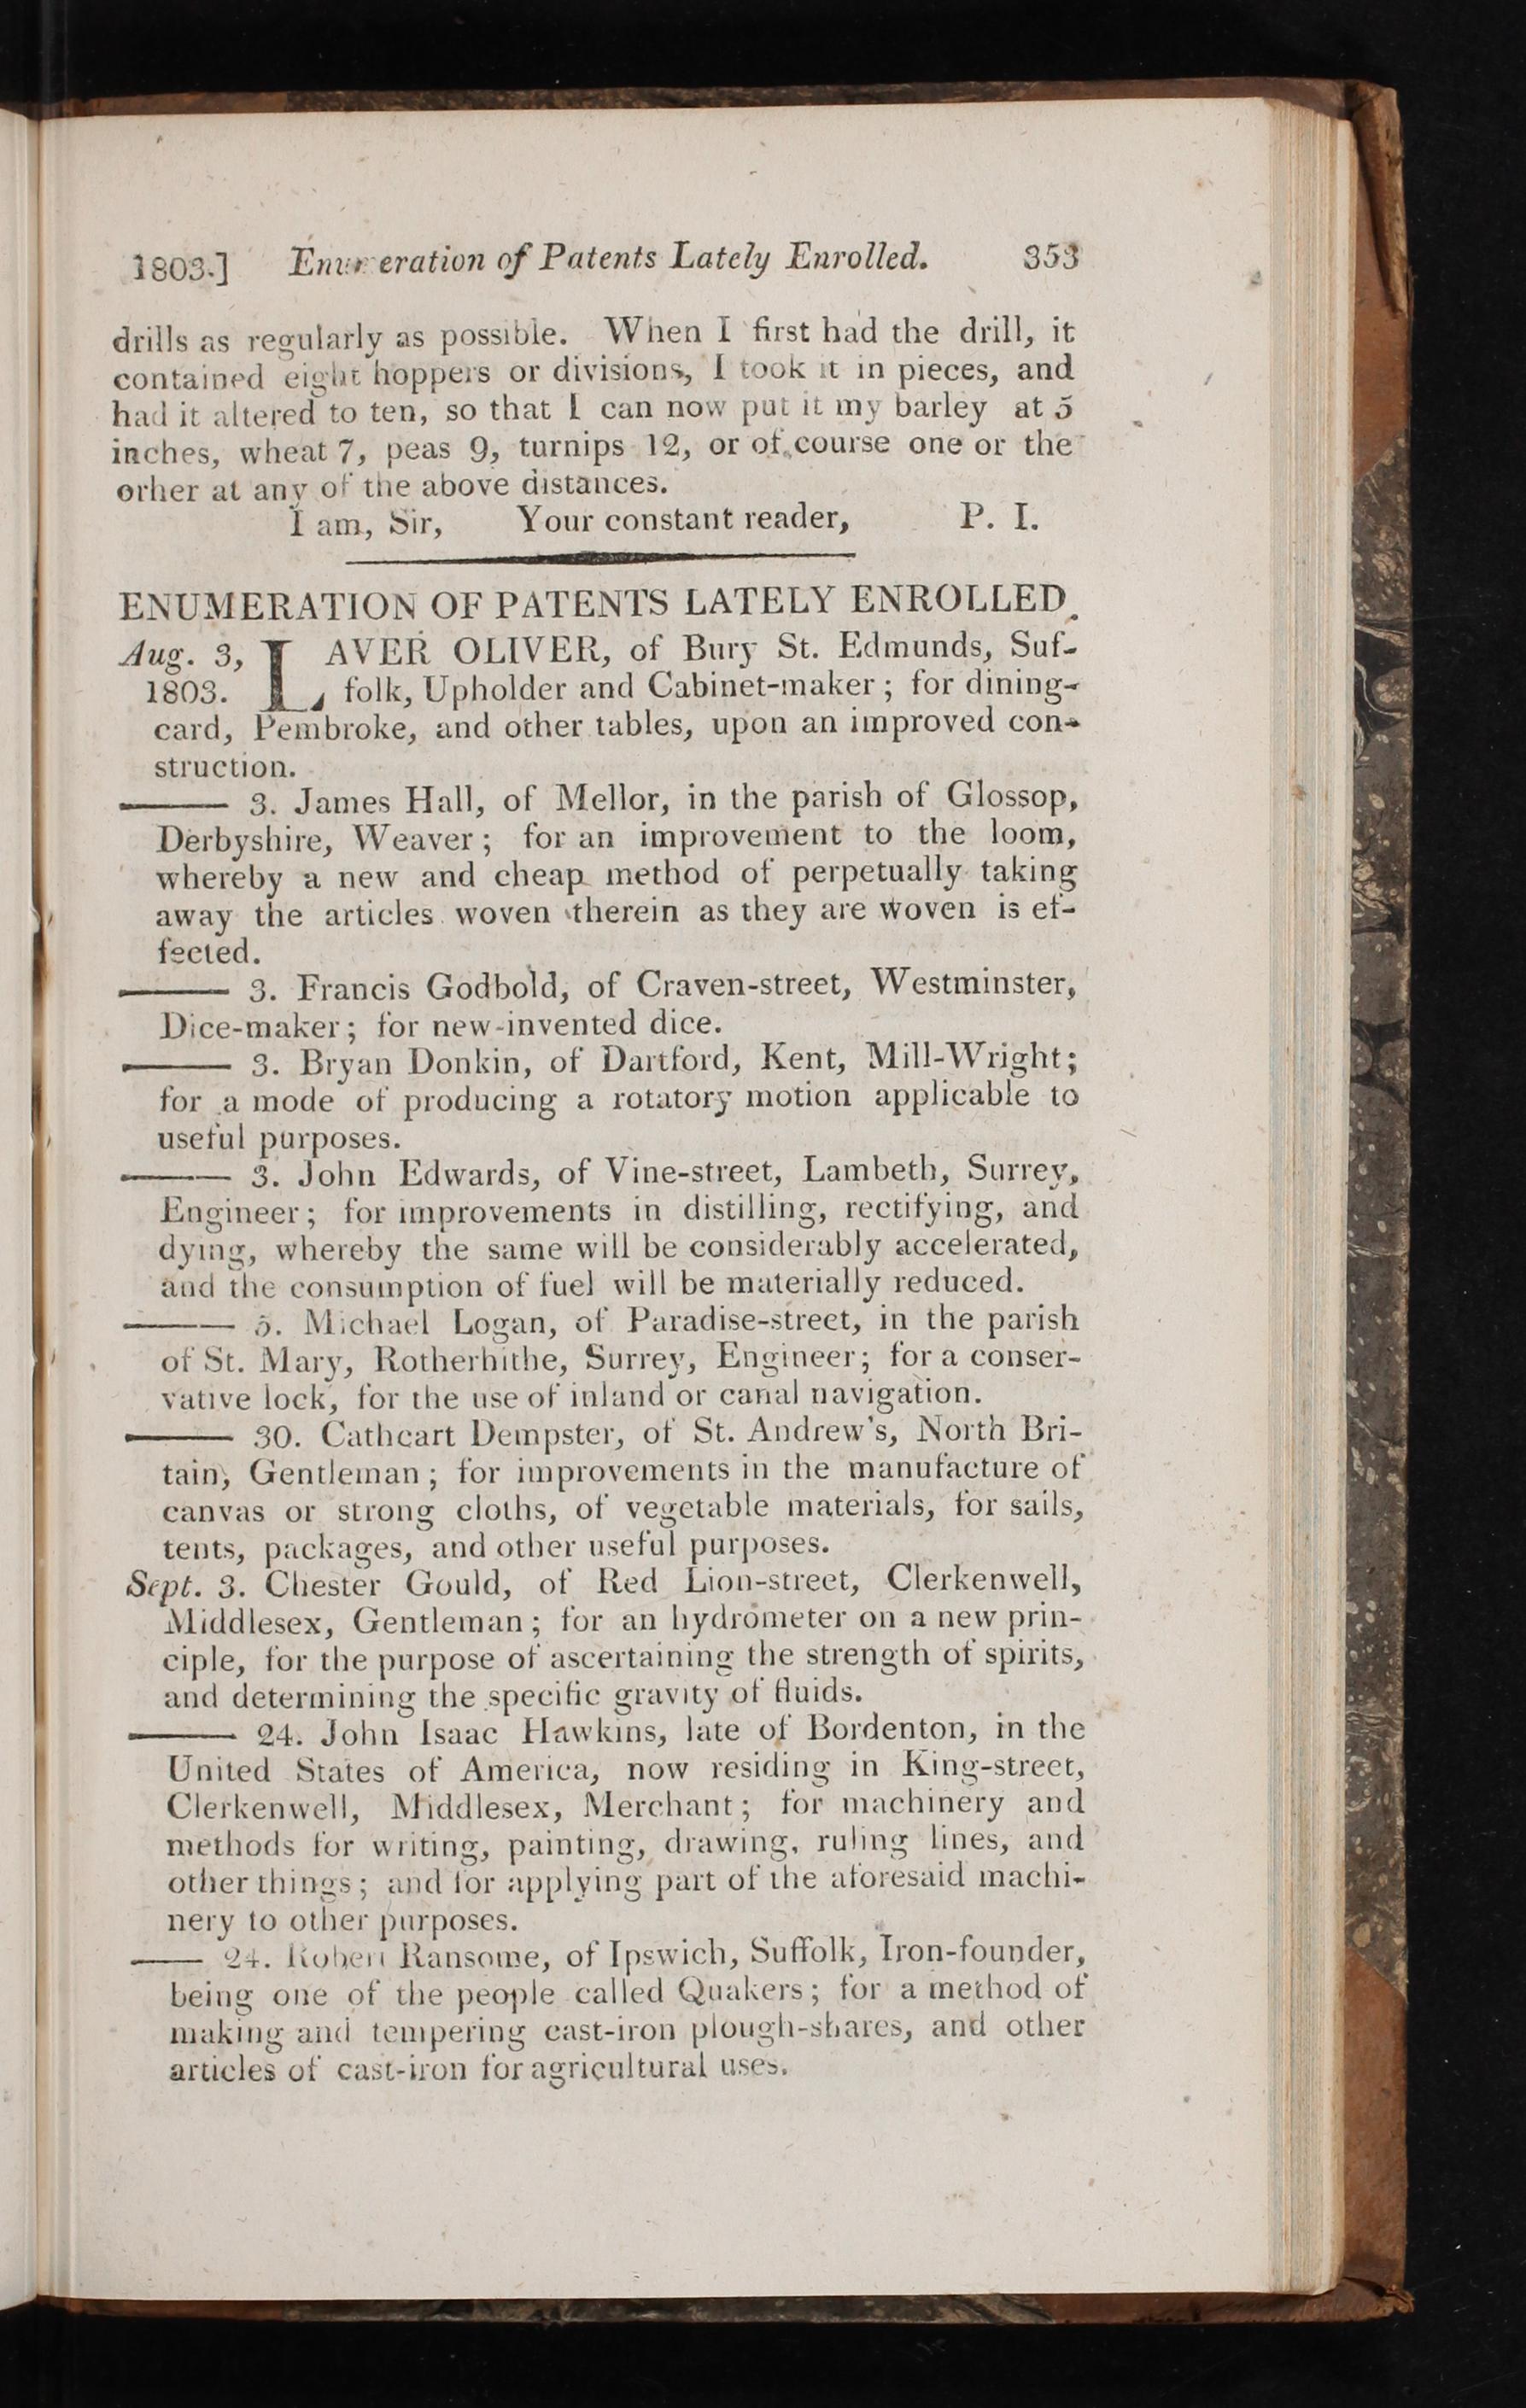 1803.] Enumeration of Patents Lately Enrolled. 353
drills as regularly as possible. When I first had the drill, it
contained eight hoppers or divisions, I took it in pieces, and
had it altered to ten, so that I can now put it my barley at 5
inches, wheat 7, peas 9, turnips 12, or of course one or the
orher at any of the above distances.
I am, Sir, Your constant reader, P. I.
ENUMERATION OF PATENTS LATELY ENROLLED.
Aug. 3, LAVER OLIVER, of Bury St. Edmunds, Suf-
1803. folk, Upholder and Cabinet-maker; for dining-
card, Pembroke, and other tables, upon an improved con-
struction.
——— 3. James Hall, of Mellor, in the parish of Glossop,
Derbyshire, Weaver; for an improvement to the loom,
whereby a new and cheap method of perpetually taking
away the articles woven therein as they are woven is ef-
fected.
——— 3. Francis Godbold, of Craven-street, Westminster,
Dice-maker; for new-invented dice.
——— 3. Bryan Donkin, of Dartford, Kent, Mill-Wright;
for a mode of producing a rotatory motion applicable to
useful purposes.
——— 3. John Edwards, of Vine-street, Lambeth, Surrey,
Engineer; for improvements in distilling, rectifying, and
dying, whereby the same will be considerably accelerated,
and the consumption of fuel will be materially reduced.
——— 5. Michael Logan, of Paradise-street, in the parish
of St. Mary, Rotherhithe, Surrey, Engineer; for a conser-
vative lock, for the use of inland or canal navigation.
——— 30. Cathcart Dempster, of St. Andrew's, North Bri-
tain, Gentleman; for improvements in the manufacture of
canvas or strong cloths, of vegetable materials, for sails,
tents, packages, and other useful purposes.
Sept. 3. Chester Gould, of Red Lion-street, Clerkenwell,
Middlesex, Gentleman; for an hydrometer on a new prin-
ciple, for the purpose of ascertaining the strength of spirits,
and determining the specific gravity of fluids.
——— 24. John Isaac Hawkins, late of Bordenton, in the
United States of America, now residing in King-street,
Clerkenwell, Middlesex, Merchant; for machinery and
methods for writing, painting, drawing, ruling lines, and
other things; and for applying part of the aforesaid machi-
nery to other purposes.
—— 24. Robert Ransome, of Ipswich, Suffolk, Iron-founder,
being one of the people called Quakers; for a method of
making and tempering cast-iron plough-shares, and other
articles of cast-iron for agricultural uses.